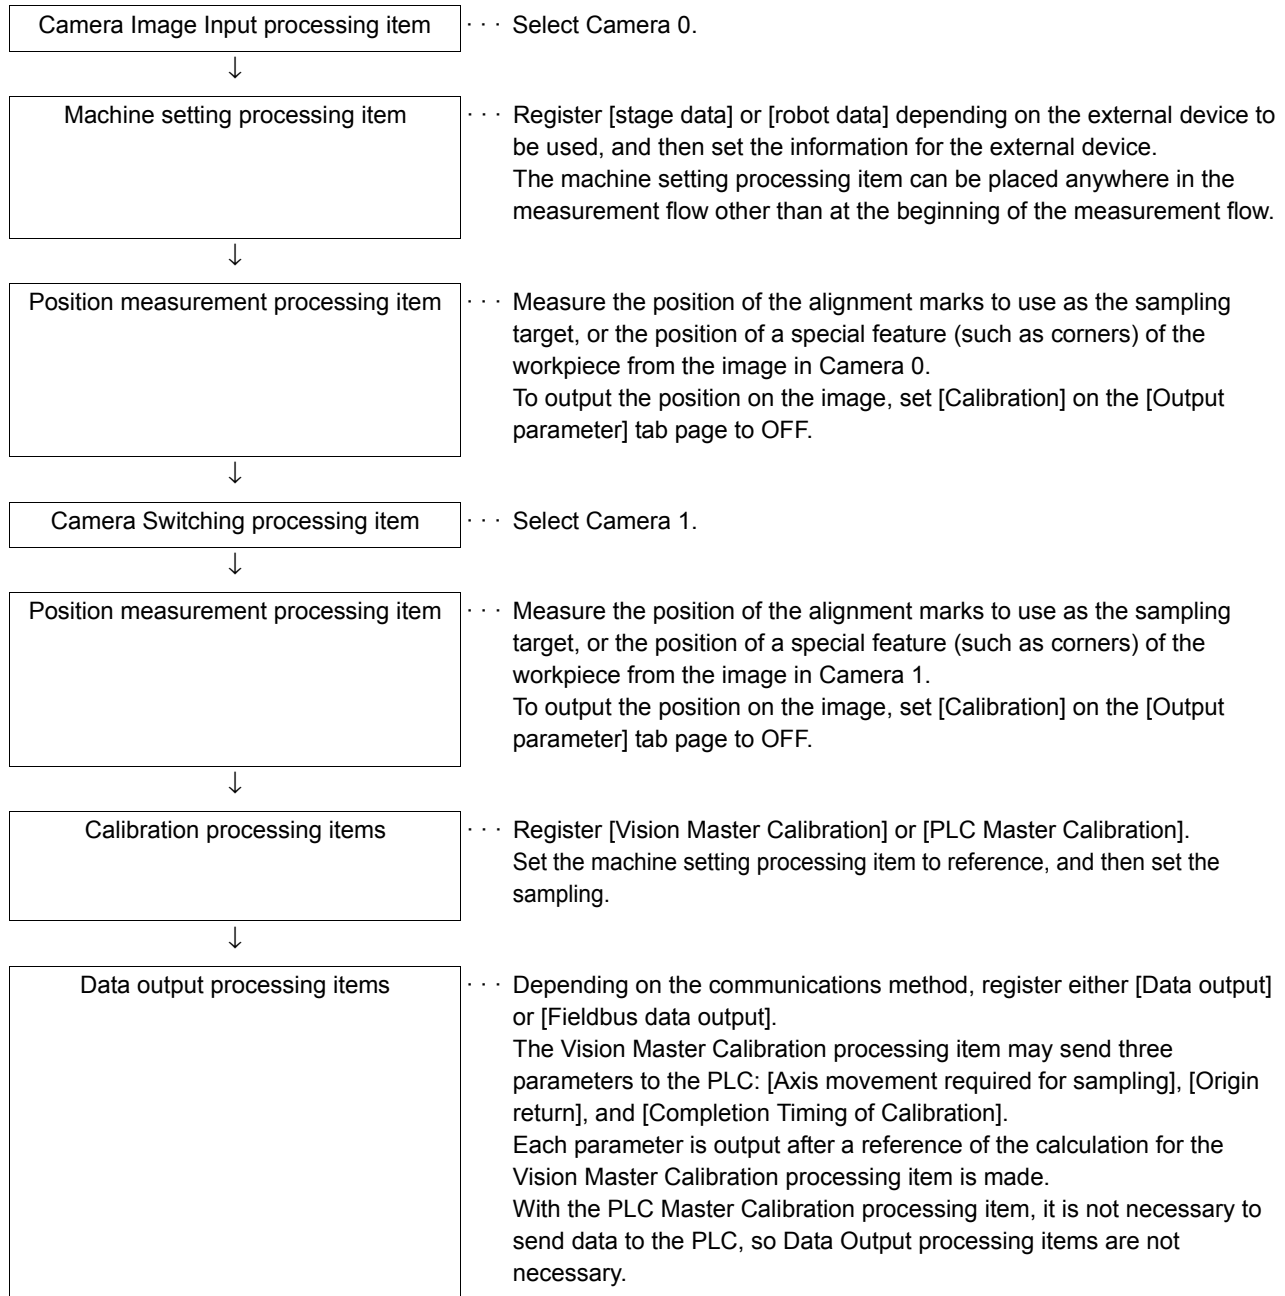 Camera Image Input processing item · · · Select Camera 0.
↓
Machine setting processing item · · · Register [stage data] or [robot data] depending on the external device to
be used, and then set the information for the external device.
The machine setting processing item can be placed anywhere in the
measurement flow other than at the beginning of the measurement flow.
↓
Position measurement processing item · · · Measure the position of the alignment marks to use as the sampling
target, or the position of a special feature (such as corners) of the
workpiece from the image in Camera 0.
To output the position on the image, set [Calibration] on the [Output
parameter] tab page to OFF.
↓
Camera Switching processing item · · · Select Camera 1.
↓
Position measurement processing item · · · Measure the position of the alignment marks to use as the sampling
target, or the position of a special feature (such as corners) of the
workpiece from the image in Camera 1.
To output the position on the image, set [Calibration] on the [Output
parameter] tab page to OFF.
↓
Calibration processing items · · · Register [Vision Master Calibration] or [PLC Master Calibration].
Set the machine setting processing item to reference, and then set the
sampling.
↓
Data output processing items · · · Depending on the communications method, register either [Data output]
or [Fieldbus data output].
The Vision Master Calibration processing item may send three
parameters to the PLC: [Axis movement required for sampling], [Origin
return], and [Completion Timing of Calibration].
Each parameter is output after a reference of the calculation for the
Vision Master Calibration processing item is made.
With the PLC Master Calibration processing item, it is not necessary to
send data to the PLC, so Data Output processing items are not
necessary.